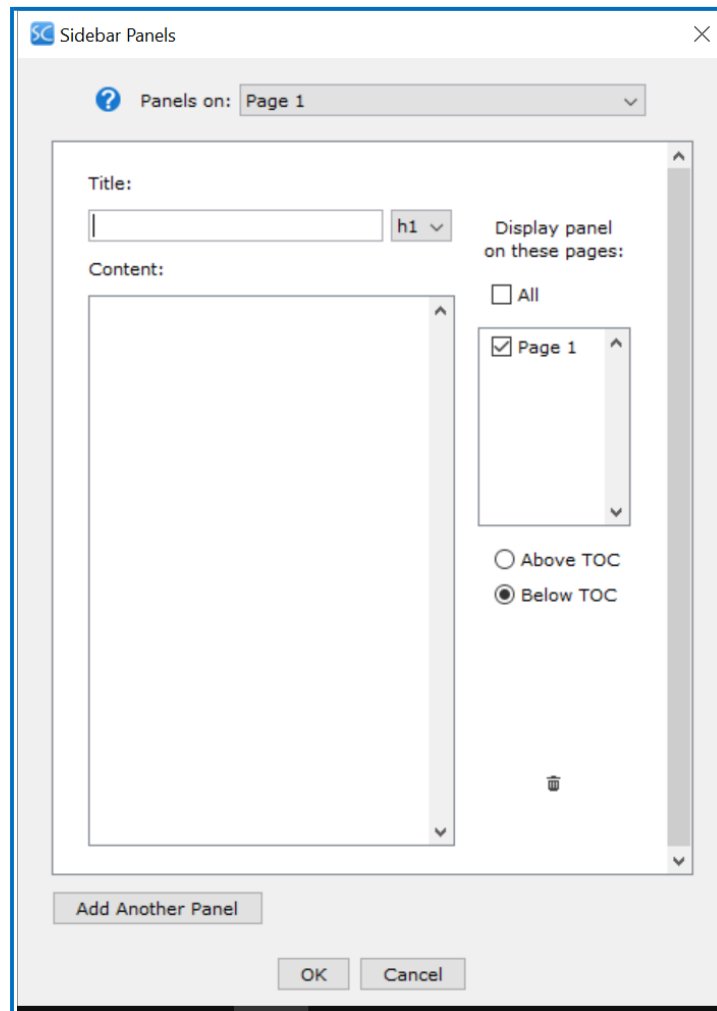 SC Sidebar Panels
? Panels on: Page 1
Title:
h1
Display panel
on these pages:
Content:
All
Page 1
Above TOC
Below TOC
Add Another Panel
OK Cancel